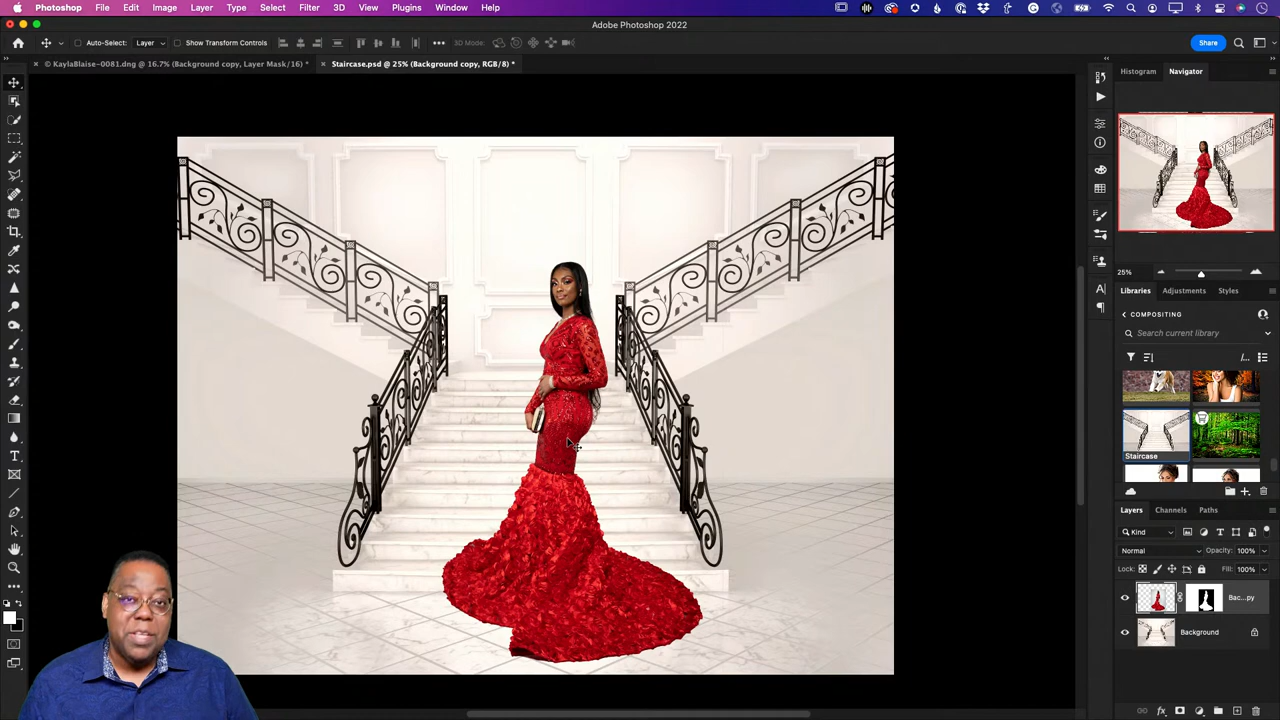 Photoshop File Edit Image Layer Type Select Filter 3D View Plugins Window Help
Adobe Photoshop 2022
Auto-Select: Layer Show Transform Controls 3D Mode: Share
× © KaylaBlaise-0081.dng @ 16.7% (Background copy, Layer Mask/16) * × Staircase.psd @ 25% (Background copy, RGB/8) *
Histogram Navigator
25%
Libraries Adjustments Styles
COMPOSITING
Search current library
Staircase
Layers Channels Paths
Kind
Normal Opacity: 100%
Lock: Fill: 100%
Bac...py
Background